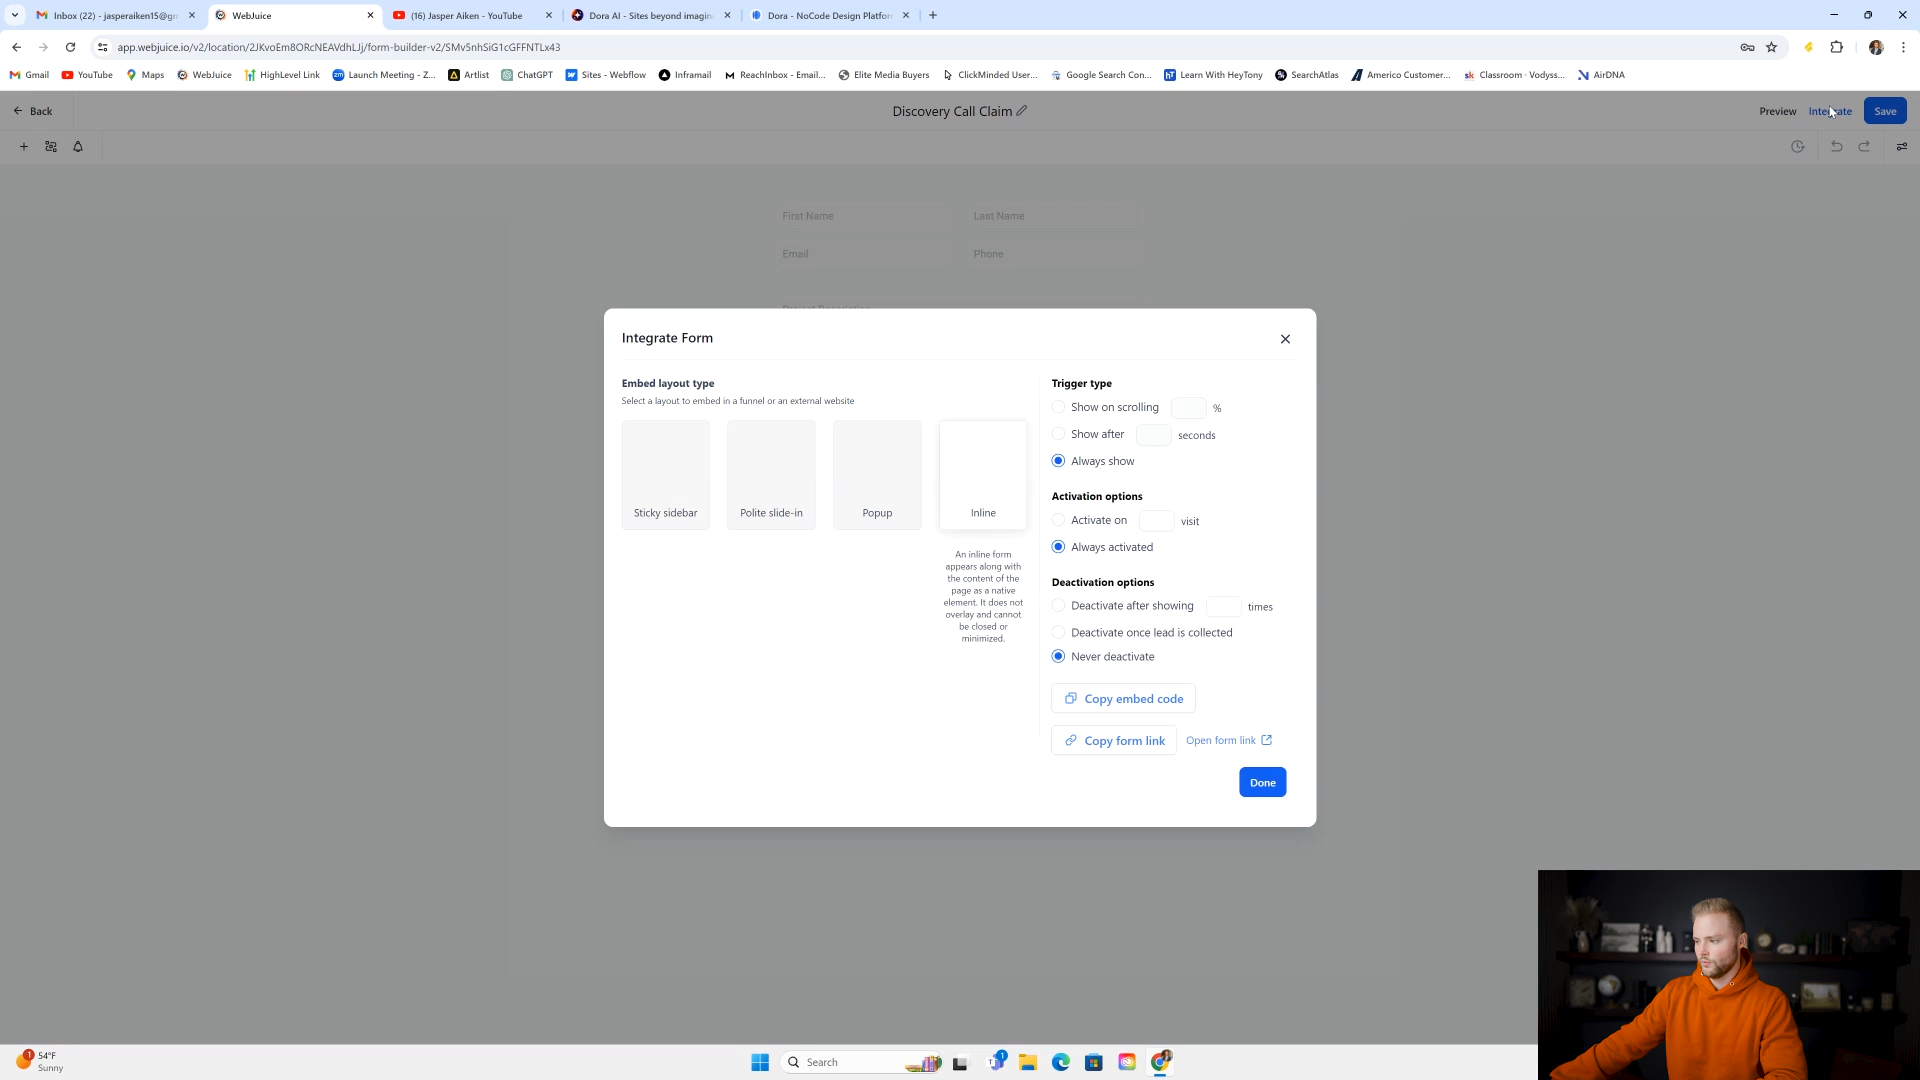 Inbox (22) - jasperaiken15@gm
WebJuice
(16) Jasper Aiken - YouTube
Dora AI - Sites beyond imagina
Dora - NoCode Design Platfor
app.webjuice.io/v2/location/2JKvoEm8ORcNEAVdhLJj/form-builder-v2/SMv5nhSiG1cGFFNTLx43
Gmail
YouTube
Maps
WebJuice
HighLevel Link
Launch Meeting - Z...
Artlist
ChatGPT
Sites - Webflow
Inframail
ReachInbox - Email...
Elite Media Buyers
ClickMinded User...
Google Search Con...
Learn With HeyTony
SearchAtlas
Americo Customer...
Classroom · Vodyss...
AirDNA
Back
Discovery Call Claim
Preview
Integrate
Save
First Name
Last Name
Email
Phone
Integrate Form
Embed layout type
Select a layout to embed in a funnel or an external website
Sticky sidebar
Polite slide-in
Popup
Inline
An inline form
appears along with
the content of the
page as a native
element. It does not
overlay and cannot
be closed or
minimized.
Trigger type
Show on scrolling %
Show after seconds
Always show
Activation options
Activate on visit
Always activated
Deactivation options
Deactivate after showing times
Deactivate once lead is collected
Never deactivate
Copy embed code
Copy form link
Open form link
Done
1
54°F
Sunny
Search
1